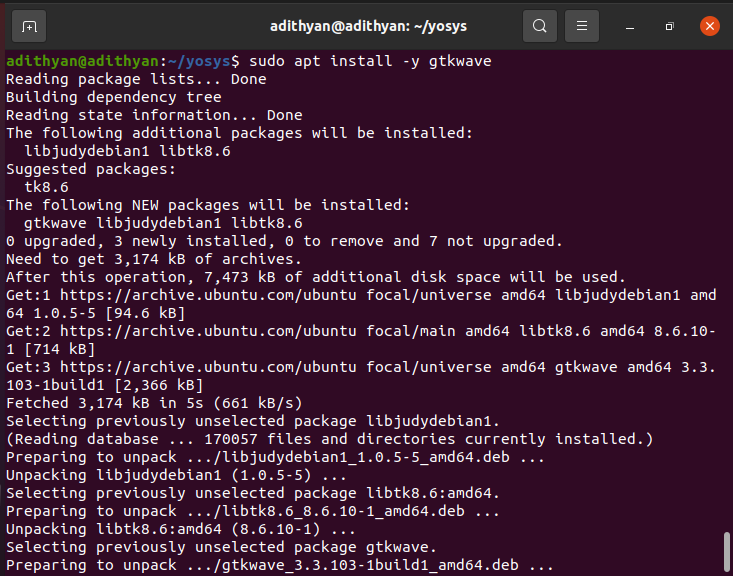 adithyan@adithyan: ~/yosys
adithyan@adithyan:~/yosys$ sudo apt install -y gtkwave
Reading package lists... Done
Building dependency tree
Reading state information... Done
The following additional packages will be installed:
  libjudydebian1 libtk8.6
Suggested packages:
  tk8.6
The following NEW packages will be installed:
  gtkwave libjudydebian1 libtk8.6
0 upgraded, 3 newly installed, 0 to remove and 7 not upgraded.
Need to get 3,174 kB of archives.
After this operation, 7,473 kB of additional disk space will be used.
Get:1 https://archive.ubuntu.com/ubuntu focal/universe amd64 libjudydebian1 amd
64 1.0.5-5 [94.6 kB]
Get:2 https://archive.ubuntu.com/ubuntu focal/main amd64 libtk8.6 amd64 8.6.10-
1 [714 kB]
Get:3 https://archive.ubuntu.com/ubuntu focal/universe amd64 gtkwave amd64 3.3.
103-1build1 [2,366 kB]
Fetched 3,174 kB in 5s (661 kB/s)
Selecting previously unselected package libjudydebian1.
(Reading database ... 170057 files and directories currently installed.)
Preparing to unpack .../libjudydebian1_1.0.5-5_amd64.deb ...
Unpacking libjudydebian1 (1.0.5-5) ...
Selecting previously unselected package libtk8.6:amd64.
Preparing to unpack .../libtk8.6_8.6.10-1_amd64.deb ...
Unpacking libtk8.6:amd64 (8.6.10-1) ...
Selecting previously unselected package gtkwave.
Preparing to unpack .../gtkwave_3.3.103-1build1_amd64.deb ...